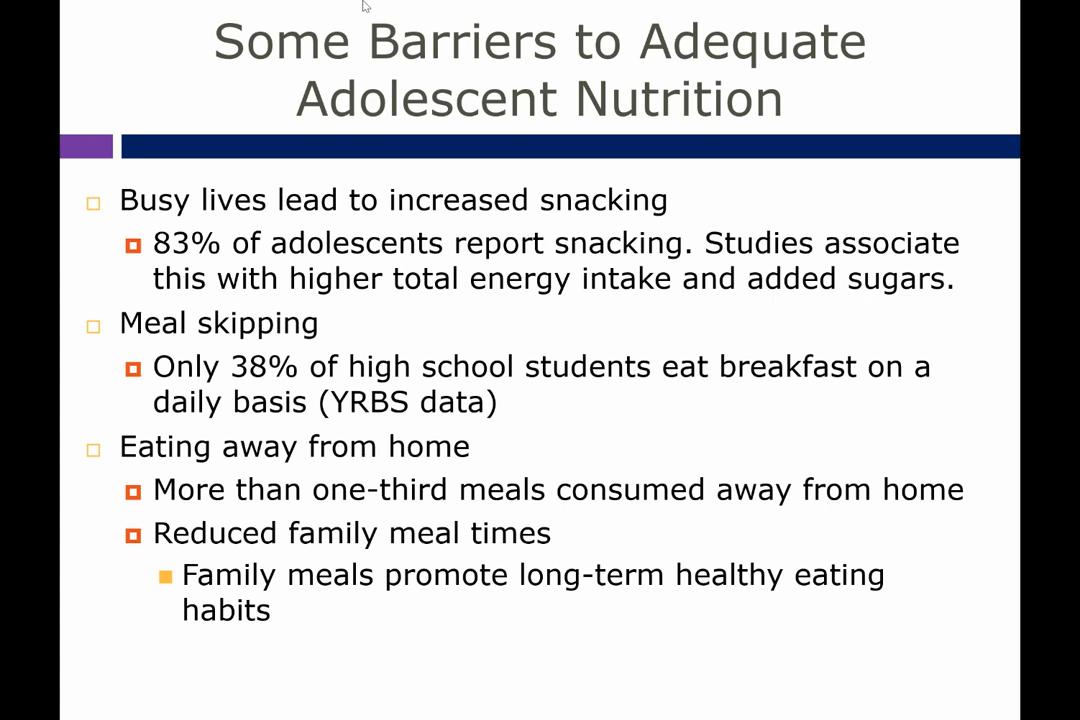 Some Barriers to Adequate
Adolescent Nutrition
Busy lives lead to increased snacking
83% of adolescents report snacking. Studies associate
this with higher total energy intake and added sugars.
Meal skipping
Only 38% of high school students eat breakfast on a
daily basis (YRBS data)
Eating away from home
More than one-third meals consumed away from home
Reduced family meal times
Family meals promote long-term healthy eating
habits